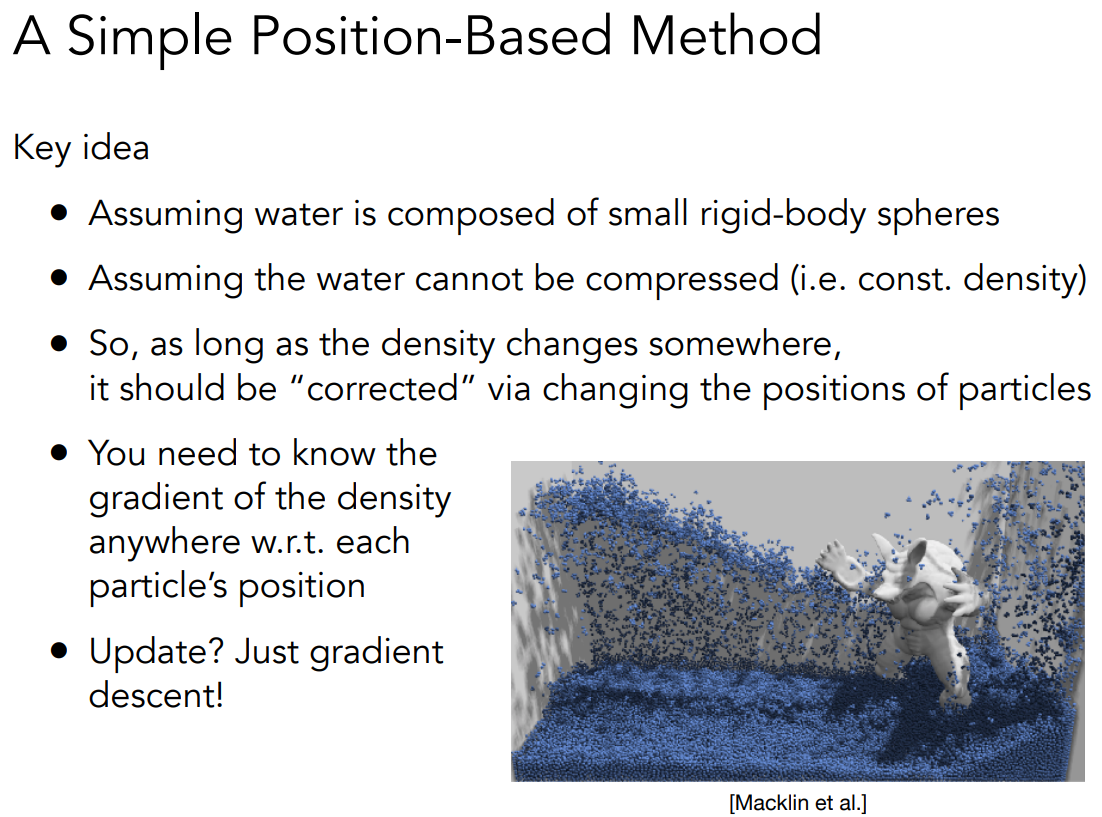 A Simple Position-Based Method
Key idea
● Assuming water is composed of small rigid-body spheres
● Assuming the water cannot be compressed (i.e. const. density)
● So, as long as the density changes somewhere,
it should be “corrected” via changing the positions of particles
● You need to know the
gradient of the density
anywhere w.r.t. each
particle’s position
● Update? Just gradient
descent!
[Macklin et al.]